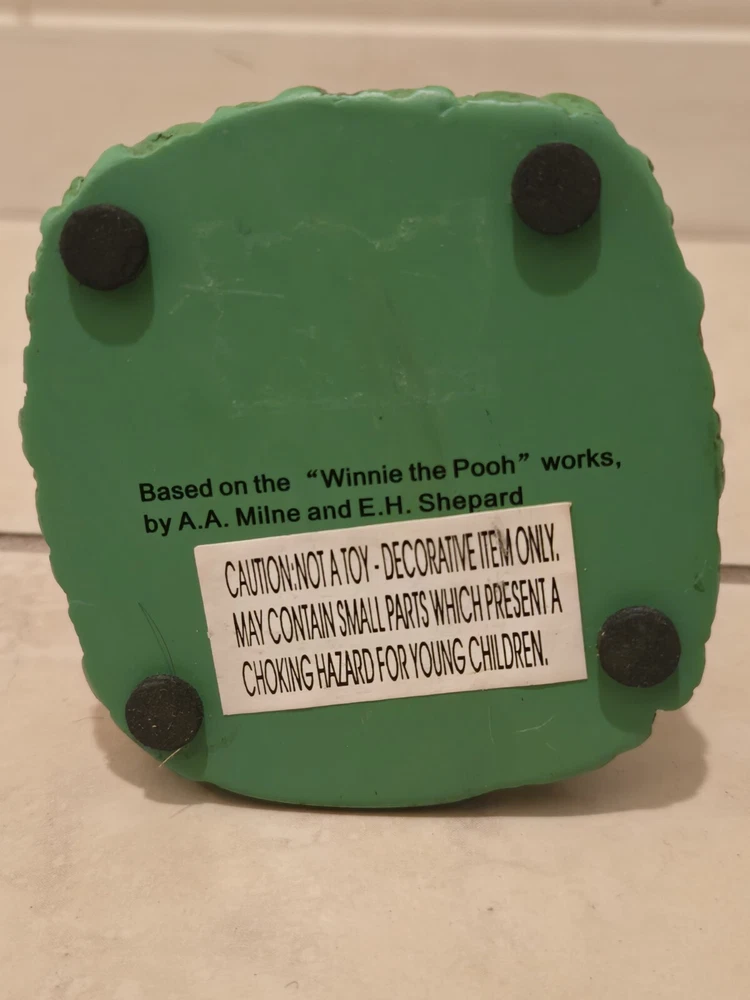 Based on the “Winnie the Pooh” works,
by A.A. Milne and E.H. Shepard
CAUTION:NOT A TOY - DECORATIVE ITEM ONLY.
MAY CONTAIN SMALL PARTS WHICH PRESENT A
CHOKING HAZARD FOR YOUNG CHILDREN.